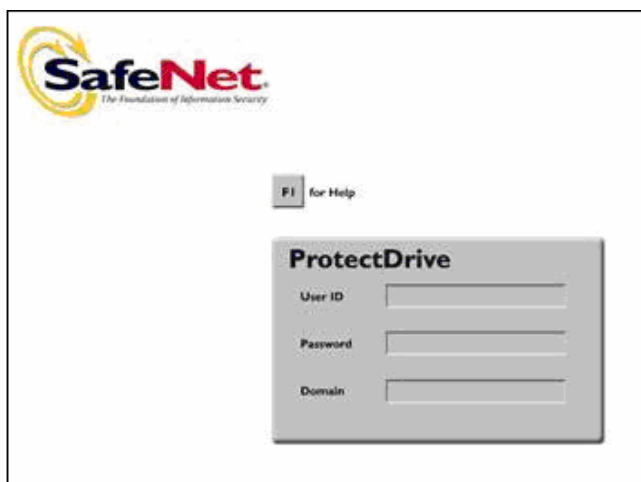 SafeNet.
The Foundation of Information Security
F1 for Help
ProtectDrive
User ID
Password
Domain